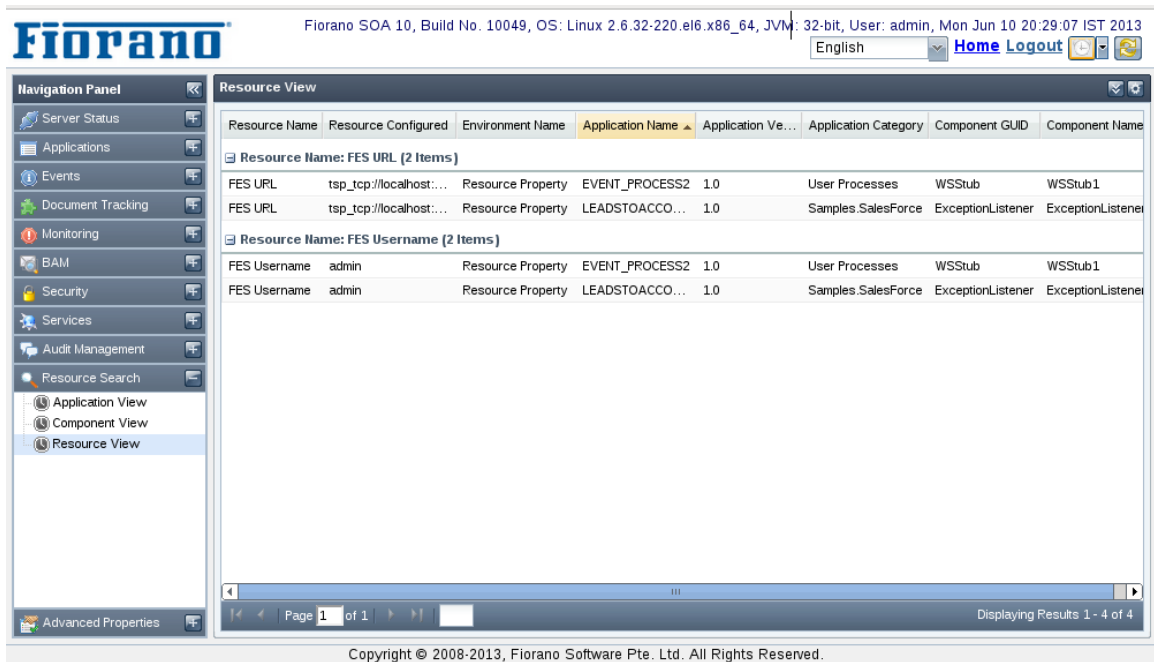 Fiorano
Fiorano SOA 10, Build No. 10049, OS: Linux 2.6.32-220.el6.x86_64, JVM: 32-bit, User: admin, Mon Jun 10 20:29:07 IST 2013
English Home Logout
Navigation Panel
Server Status
Applications
Events
Document Tracking
Monitoring
BAM
Security
Services
Audit Management
Resource Search
Application View
Component View
Resource View
Advanced Properties
Resource View
Resource Name Resource Configured Environment Name Application Name Application Ve... Application Category Component GUID Component Name
Resource Name: FES URL (2 Items)
FES URL tsp_tcp://localhost:... Resource Property EVENT_PROCESS2 1.0 User Processes WSStub WSStub1
FES URL tsp_tcp://localhost:... Resource Property LEADSTOACCO... 1.0 Samples.SalesForce ExceptionListener ExceptionListener
Resource Name: FES Username (2 Items)
FES Username admin Resource Property EVENT_PROCESS2 1.0 User Processes WSStub WSStub1
FES Username admin Resource Property LEADSTOACCO... 1.0 Samples.SalesForce ExceptionListener ExceptionListener
Page 1 of 1 Displaying Results 1 - 4 of 4
Copyright © 2008-2013, Fiorano Software Pte. Ltd. All Rights Reserved.